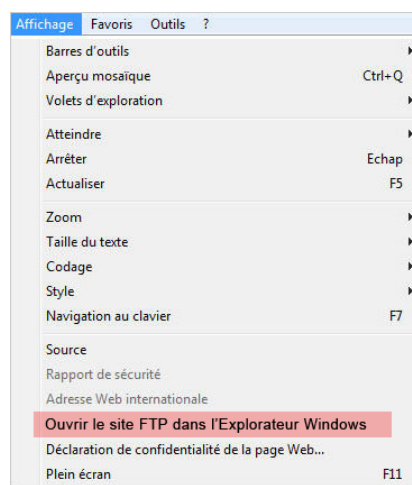 Affichage Favoris Outils ?
Barres d'outils
Aperçu mosaïque Ctrl+Q
Volets d'exploration
Atteindre
Arrêter Echap
Actualiser F5
Zoom
Taille du texte
Codage
Style
Navigation au clavier F7
Source
Rapport de sécurité
Adresse Web internationale
Ouvrir le site FTP dans l'Explorateur Windows
Déclaration de confidentialité de la page Web...
Plein écran F11